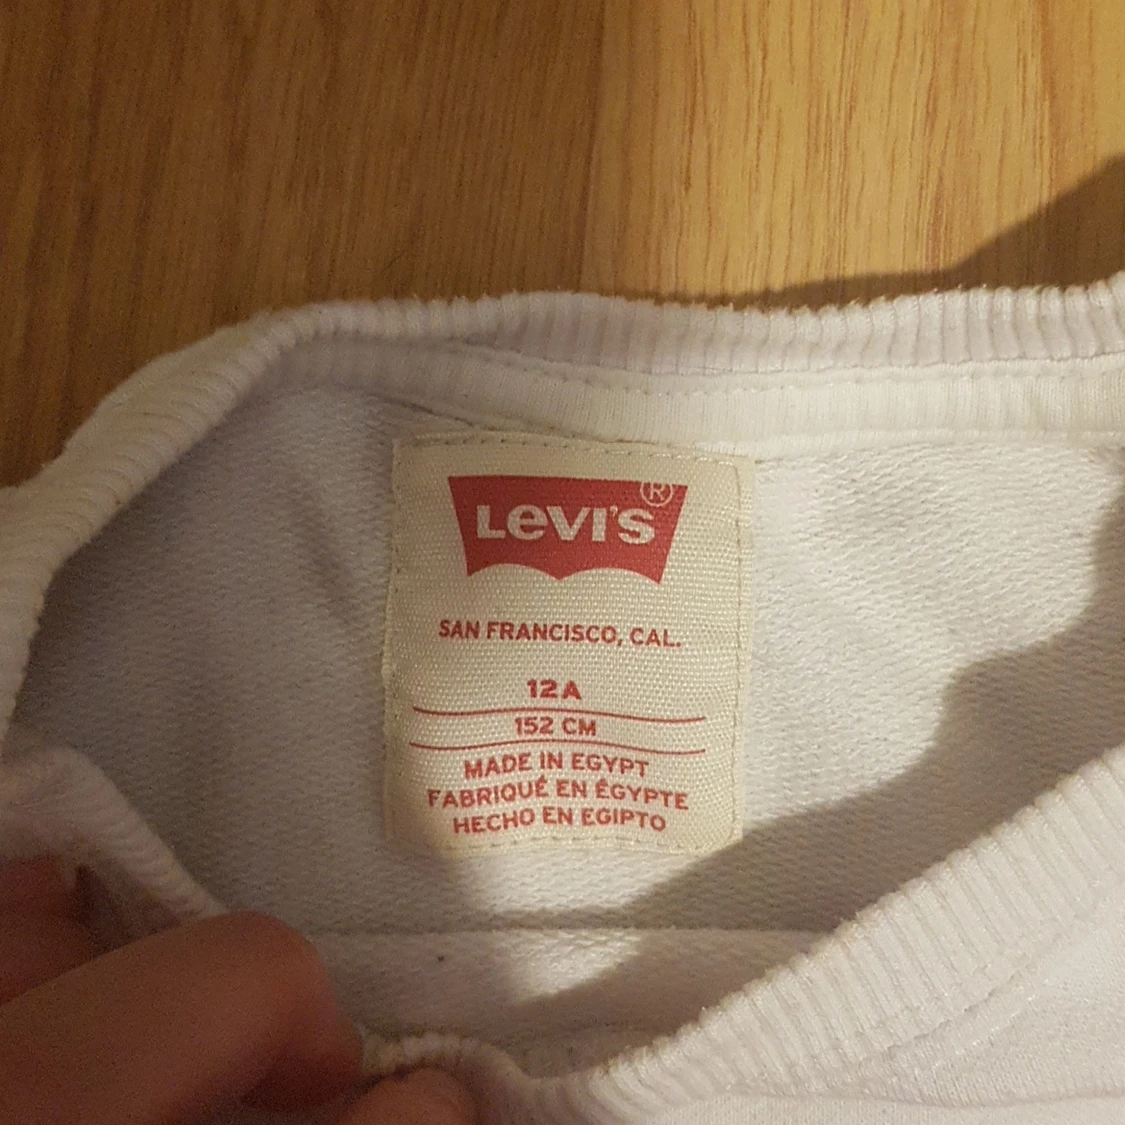 LEVI'S®
SAN FRANCISCO, CAL.
12A
152 CM
MADE IN EGYPT
FABRIQUÉ EN ÉGYPTE
HECHO EN EGIPTO